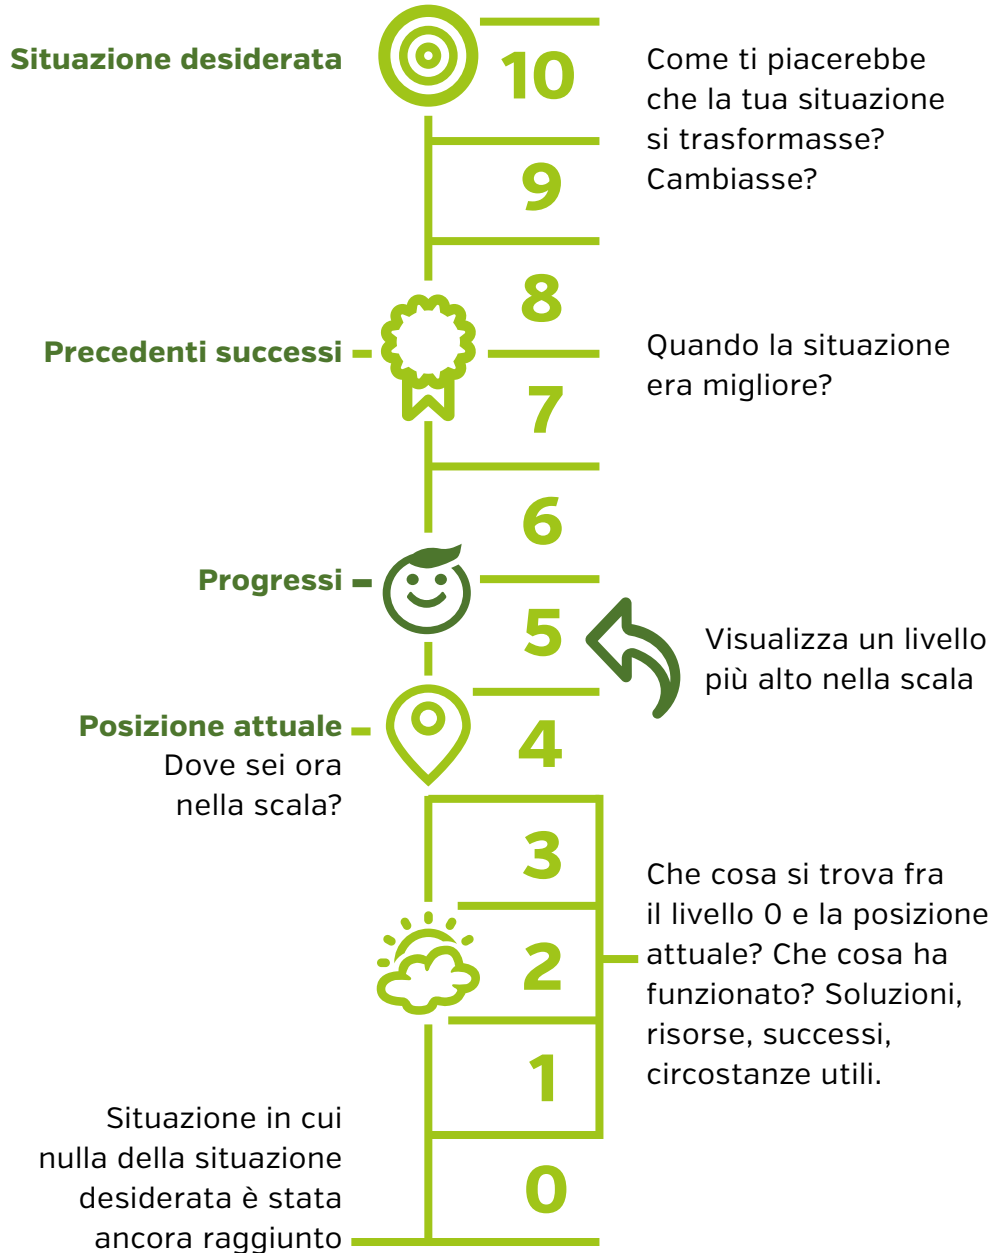 Situazione desiderata
10
Come ti piacerebbe
che la tua situazione
si trasformasse?
Cambiasse?
9
8
Precedenti successi
Quando la situazione
era migliore?
7
6
Progressi
5
Visualizza un livello
più alto nella scala
Posizione attuale
Dove sei ora
nella scala?
4
3
Che cosa si trova fra
il livello 0 e la posizione
attuale? Che cosa ha
funzionato? Soluzioni,
risorse, successi,
circostanze utili.
2
1
Situazione in cui
nulla della situazione
desiderata è stata
ancora raggiunto
0